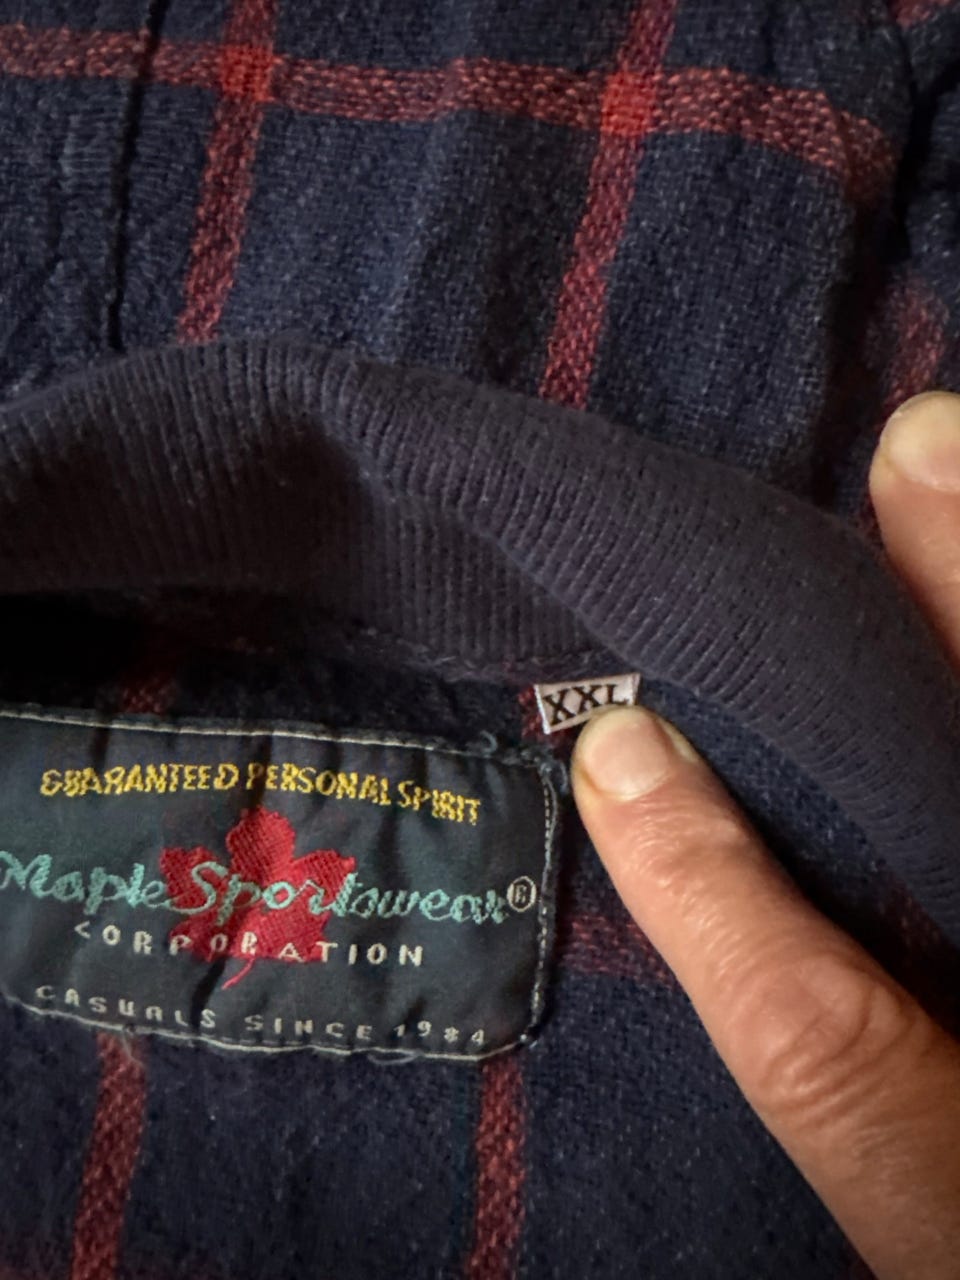 XXL
GUARANTEED PERSONAL SPIRIT
Maple Sportswear®
CORPORATION
CASUALS SINCE 1984